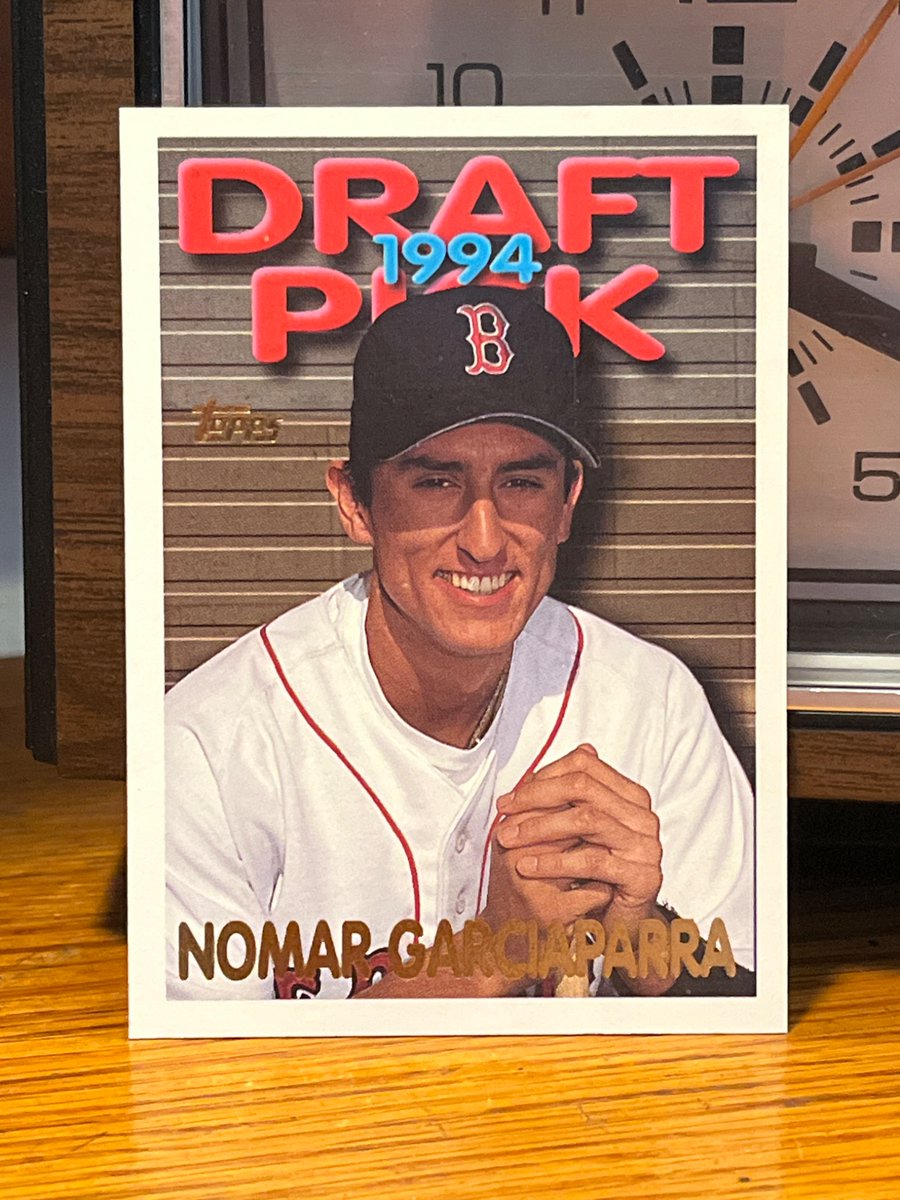 10
DRAFT
1994
PICK
B
Topps
5
NOMAR GARCIAPARRA